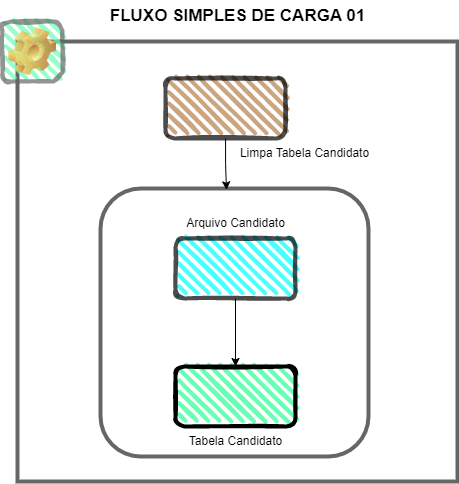 FLUXO SIMPLES DE CARGA 01
Limpa Tabela Candidato
Arquivo Candidato
Tabela Candidato